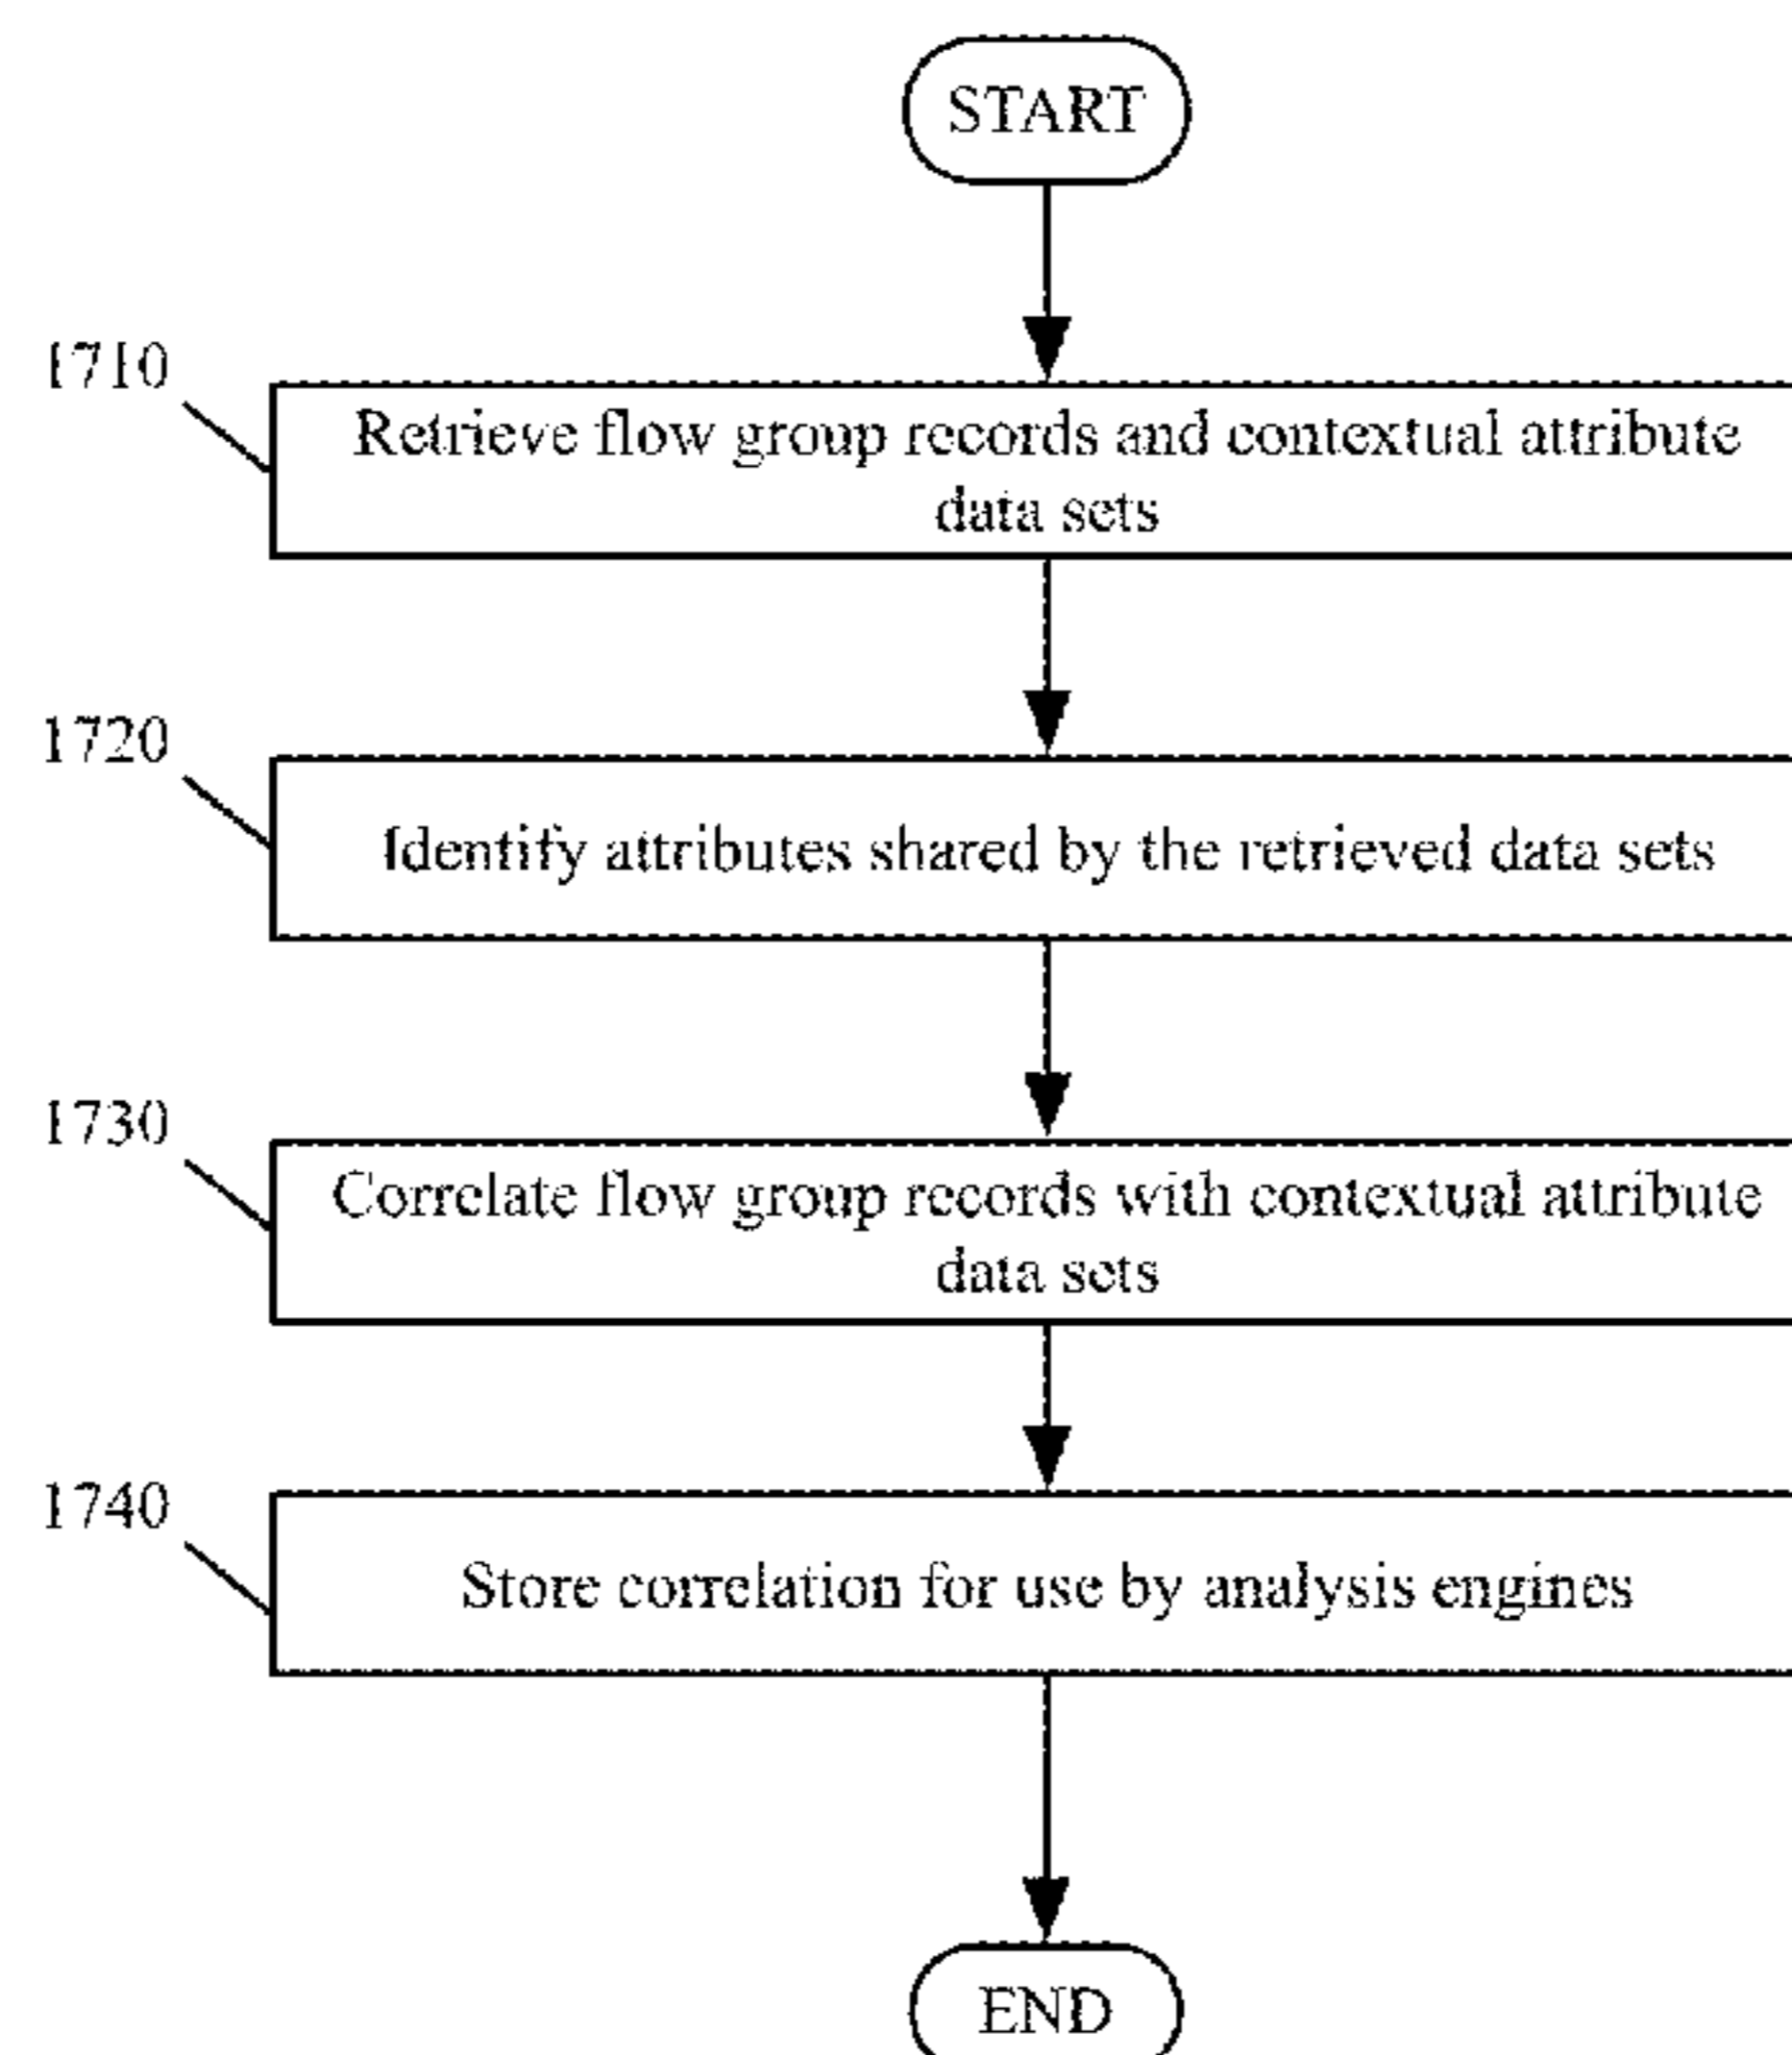 START
1710
Retrieve flow group records and contextual attribute
data sets
1720
Identify attributes shared by the retrieved data sets
1730
Correlate flow group records with contextual attribute
data sets
1740
Store correlation for use by analysis engines
END